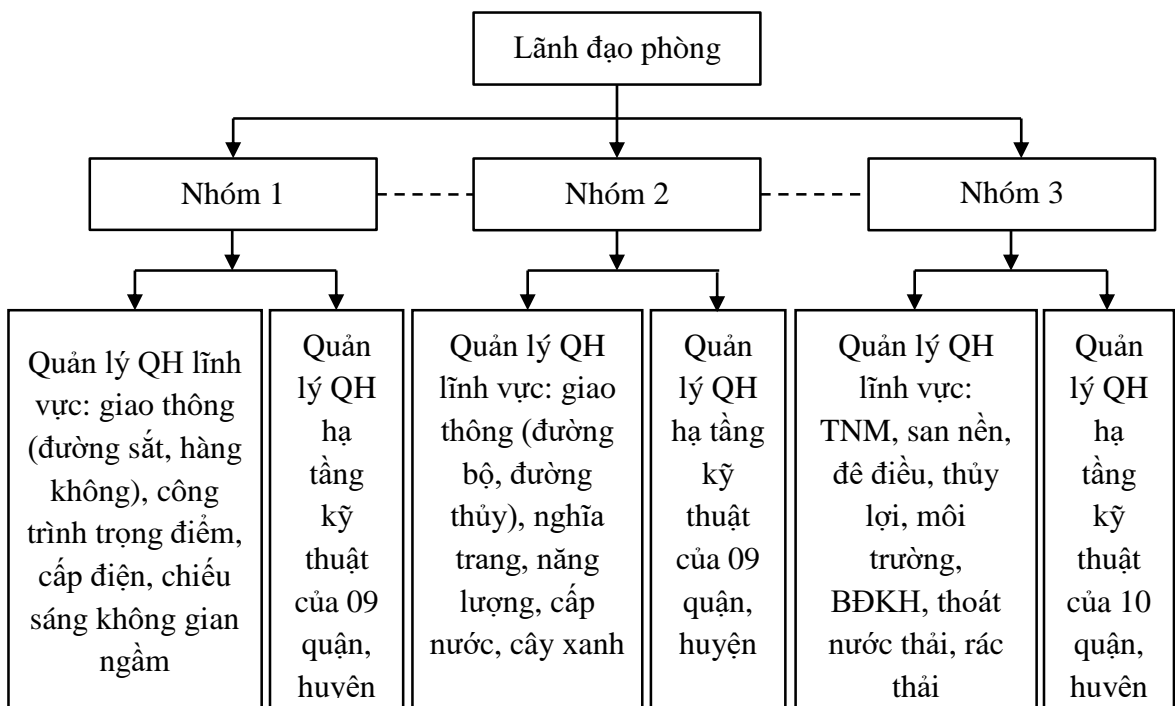 Lãnh đạo phòng
Nhóm 1
Nhóm 2
Nhóm 3
Quản lý QH lĩnh
vực: giao thông
(đường sắt, hàng
không), công
trình trọng điểm,
cấp điện, chiếu
sáng không gian
ngầm
Quản
lý QH
hạ
tầng
kỹ
thuật
của 09
quận,
huyện
Quản lý QH
lĩnh vực: giao
thông (đường
bộ, đường
thủy), nghĩa
trang, năng
lượng, cấp
nước, cây xanh
Quản
lý QH
hạ tầng
kỹ
thuật
của 09
quận,
huyện
Quản lý QH
lĩnh vực:
TNM, san nền,
đê điều, thủy
lợi, môi
trường,
BĐKH, thoát
nước thải, rác
thải
Quản
lý QH
hạ
tầng
kỹ
thuật
của 10
quận,
huyện